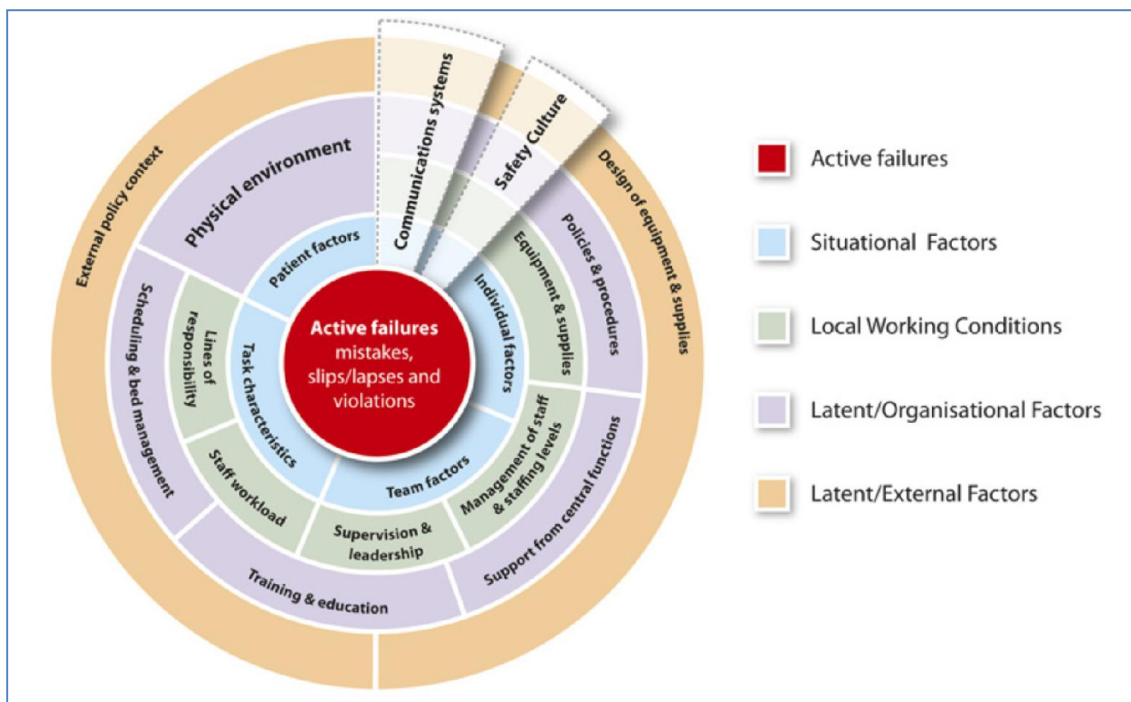 External policy context
Physical environment
Patient factors
Communications systems
Safety Culture
Design of equipment & supplies
Policies & procedures
Equipment & supplies
Individual factors
Active failures
mistakes,
slips/lapses and
violations
Scheduling & bed management
Lines of
responsibility
Task characteristics
Staff workload
Team factors
Management of staff
& staffing levels
Supervision &
leadership
Support from central functions
Training & education
Active failures
Situational Factors
Local Working Conditions
Latent/Organisational Factors
Latent/External Factors